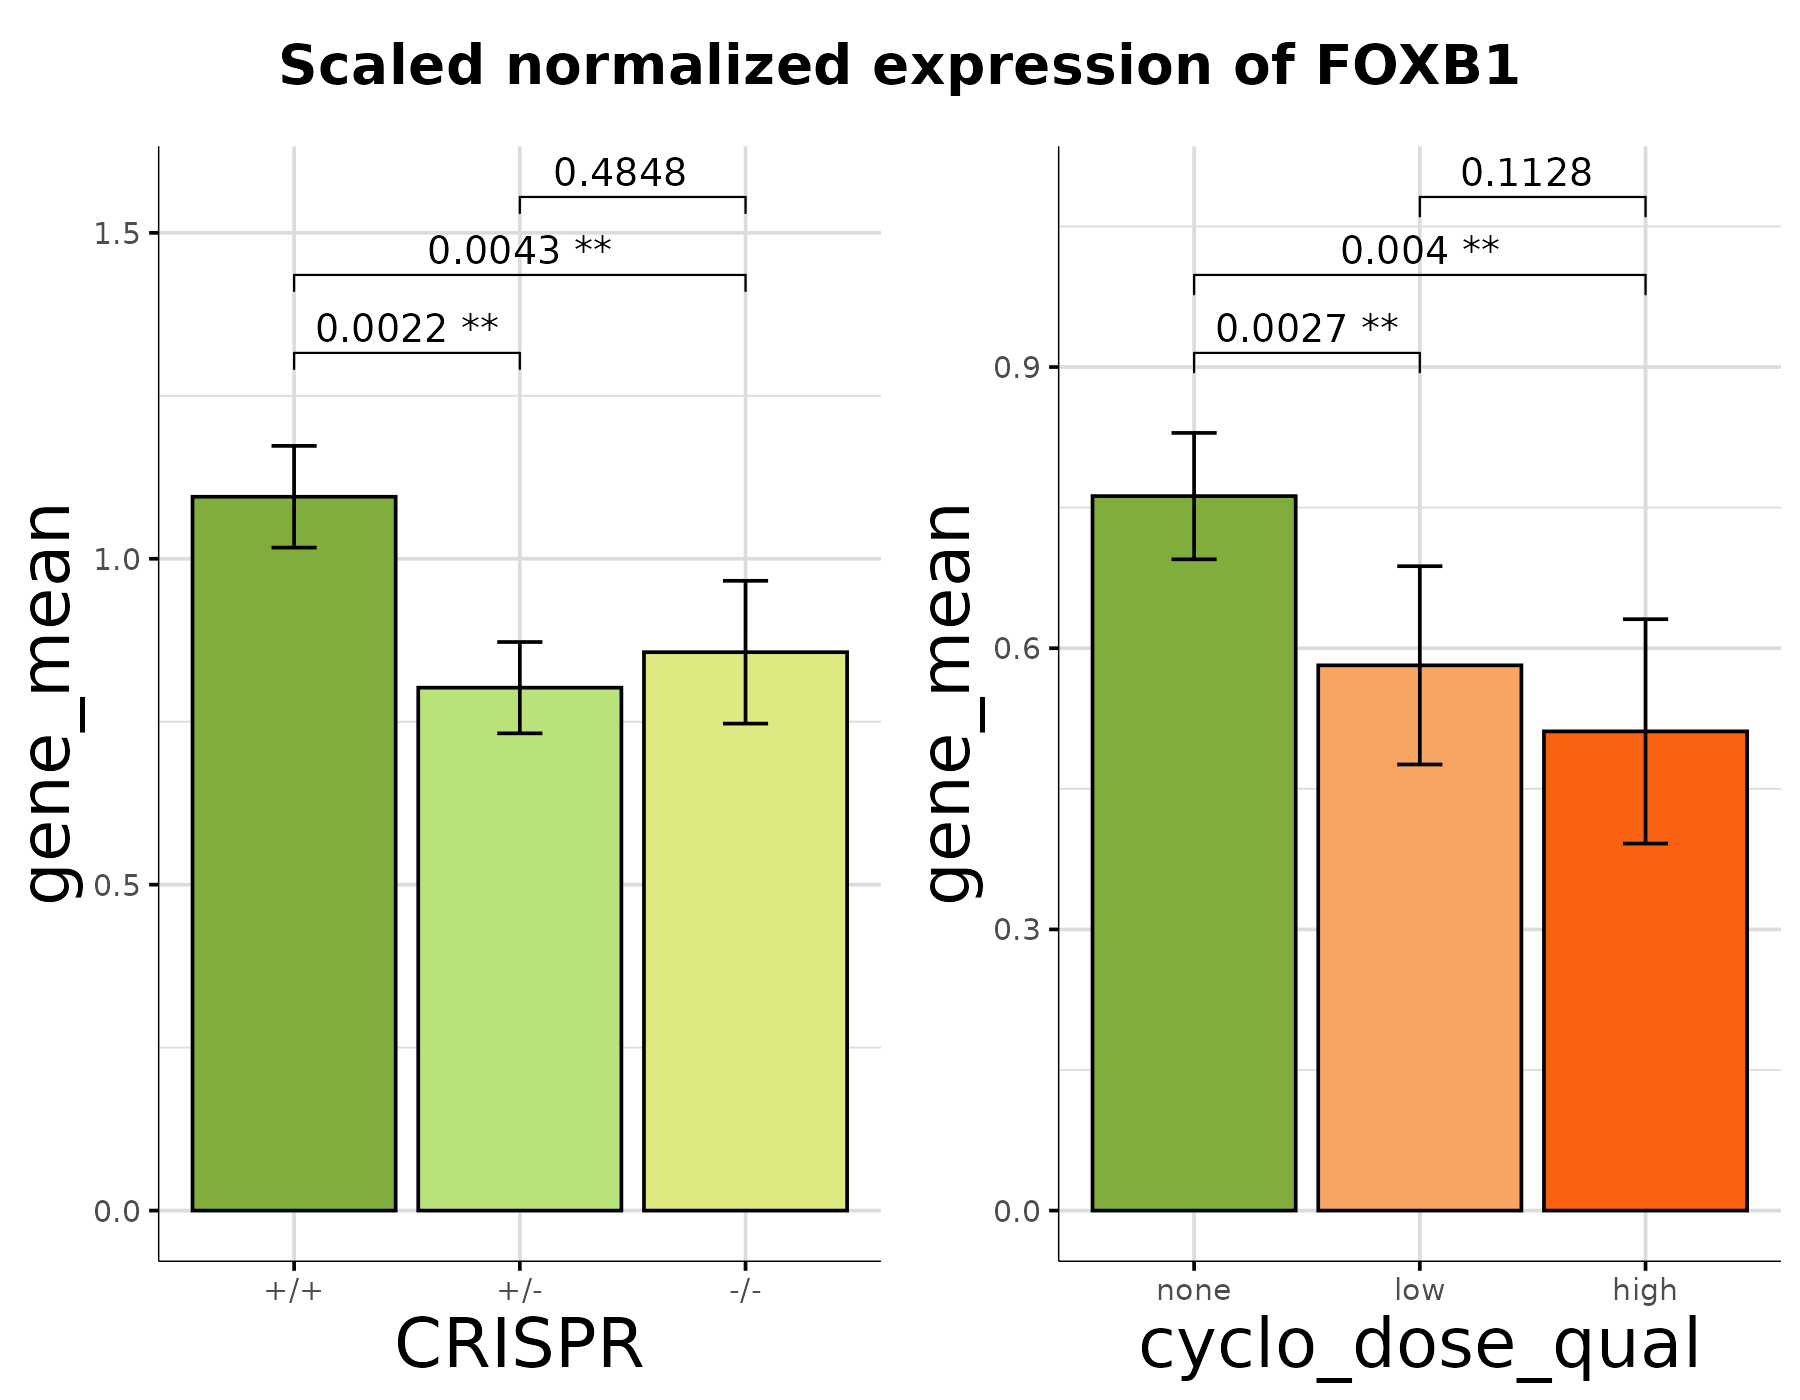 Scaled normalized expression of FOXB1
gene_mean
1.5
1.0
0.5
0.0
0.4848
0.0043 **
0.0022 **
+/+
+/-
-/-
CRISPR
gene_mean
0.9
0.6
0.3
0.0
0.1128
0.004 **
0.0027 **
none
low
high
cyclo_dose_qual